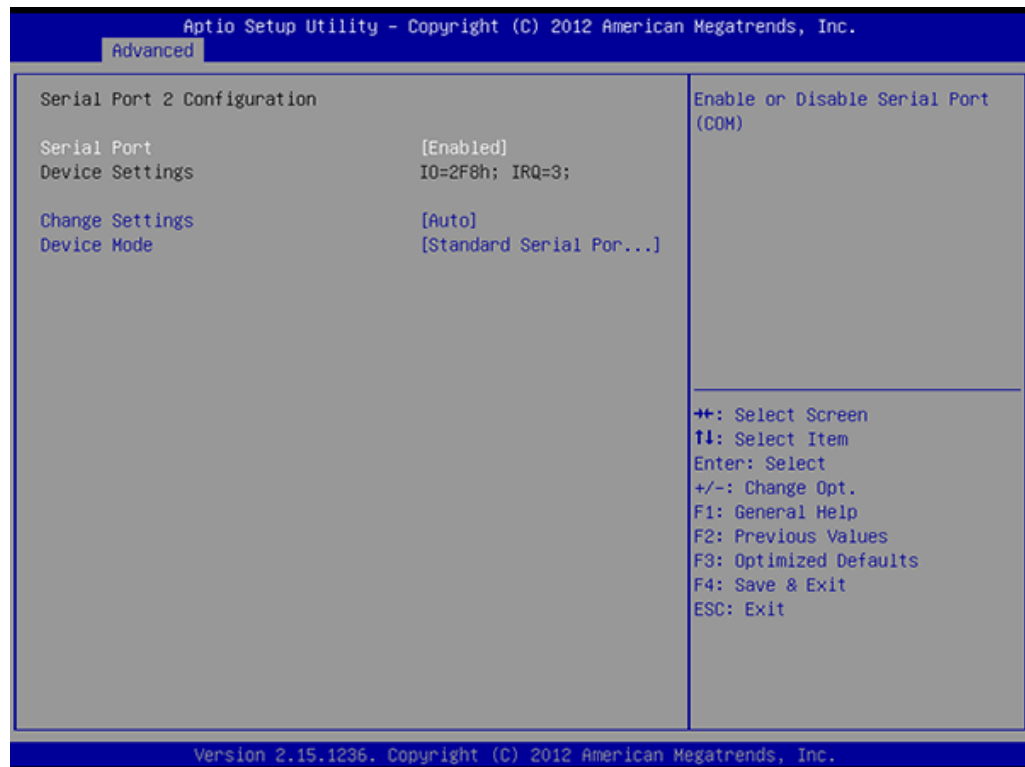 Aptio Setup Utility – Copyright (C) 2012 American Megatrends, Inc.
Advanced
Serial Port 2 Configuration
Serial Port [Enabled]
Device Settings IO=2F8h; IRQ=3;
Change Settings [Auto]
Device Mode [Standard Serial Por...]
Enable or Disable Serial Port
(COM)
→←: Select Screen
↑↓: Select Item
Enter: Select
+/-: Change Opt.
F1: General Help
F2: Previous Values
F3: Optimized Defaults
F4: Save & Exit
ESC: Exit
Version 2.15.1236. Copyright (C) 2012 American Megatrends, Inc.